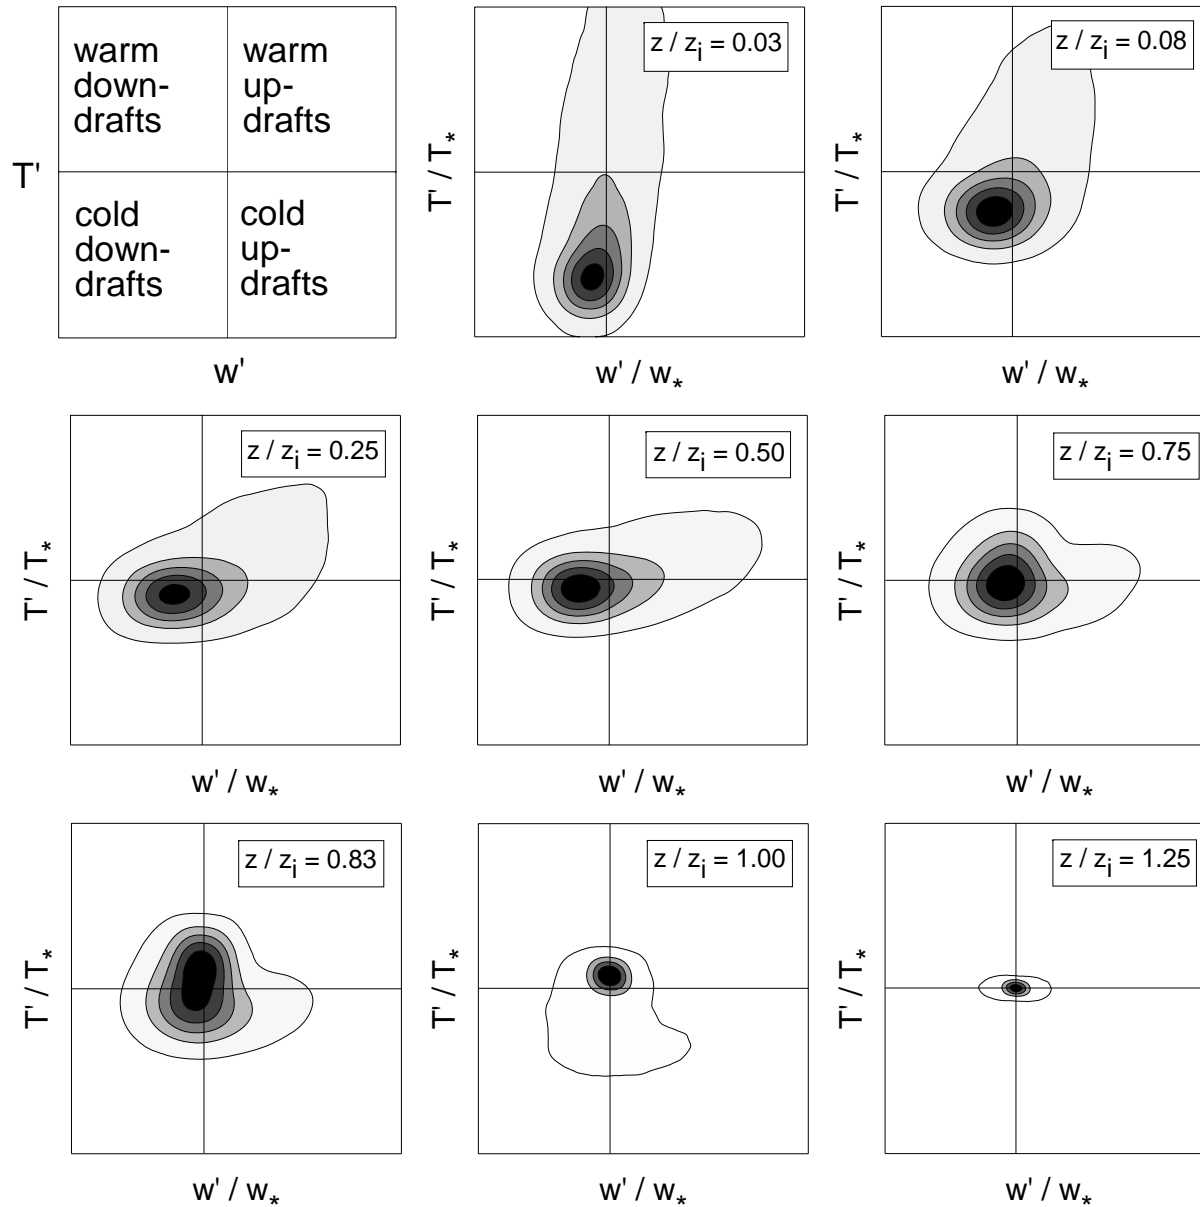 warm
down-
drafts
warm
up-
drafts
T'
cold
down-
drafts
cold
up-
drafts
w'
z / zi = 0.03
T' / T*
w' / w*
z / zi = 0.08
T' / T*
w' / w*
z / zi = 0.25
T' / T*
w' / w*
z / zi = 0.50
T' / T*
w' / w*
z / zi = 0.75
T' / T*
w' / w*
z / zi = 0.83
T' / T*
w' / w*
z / zi = 1.00
T' / T*
w' / w*
z / zi = 1.25
T' / T*
w' / w*